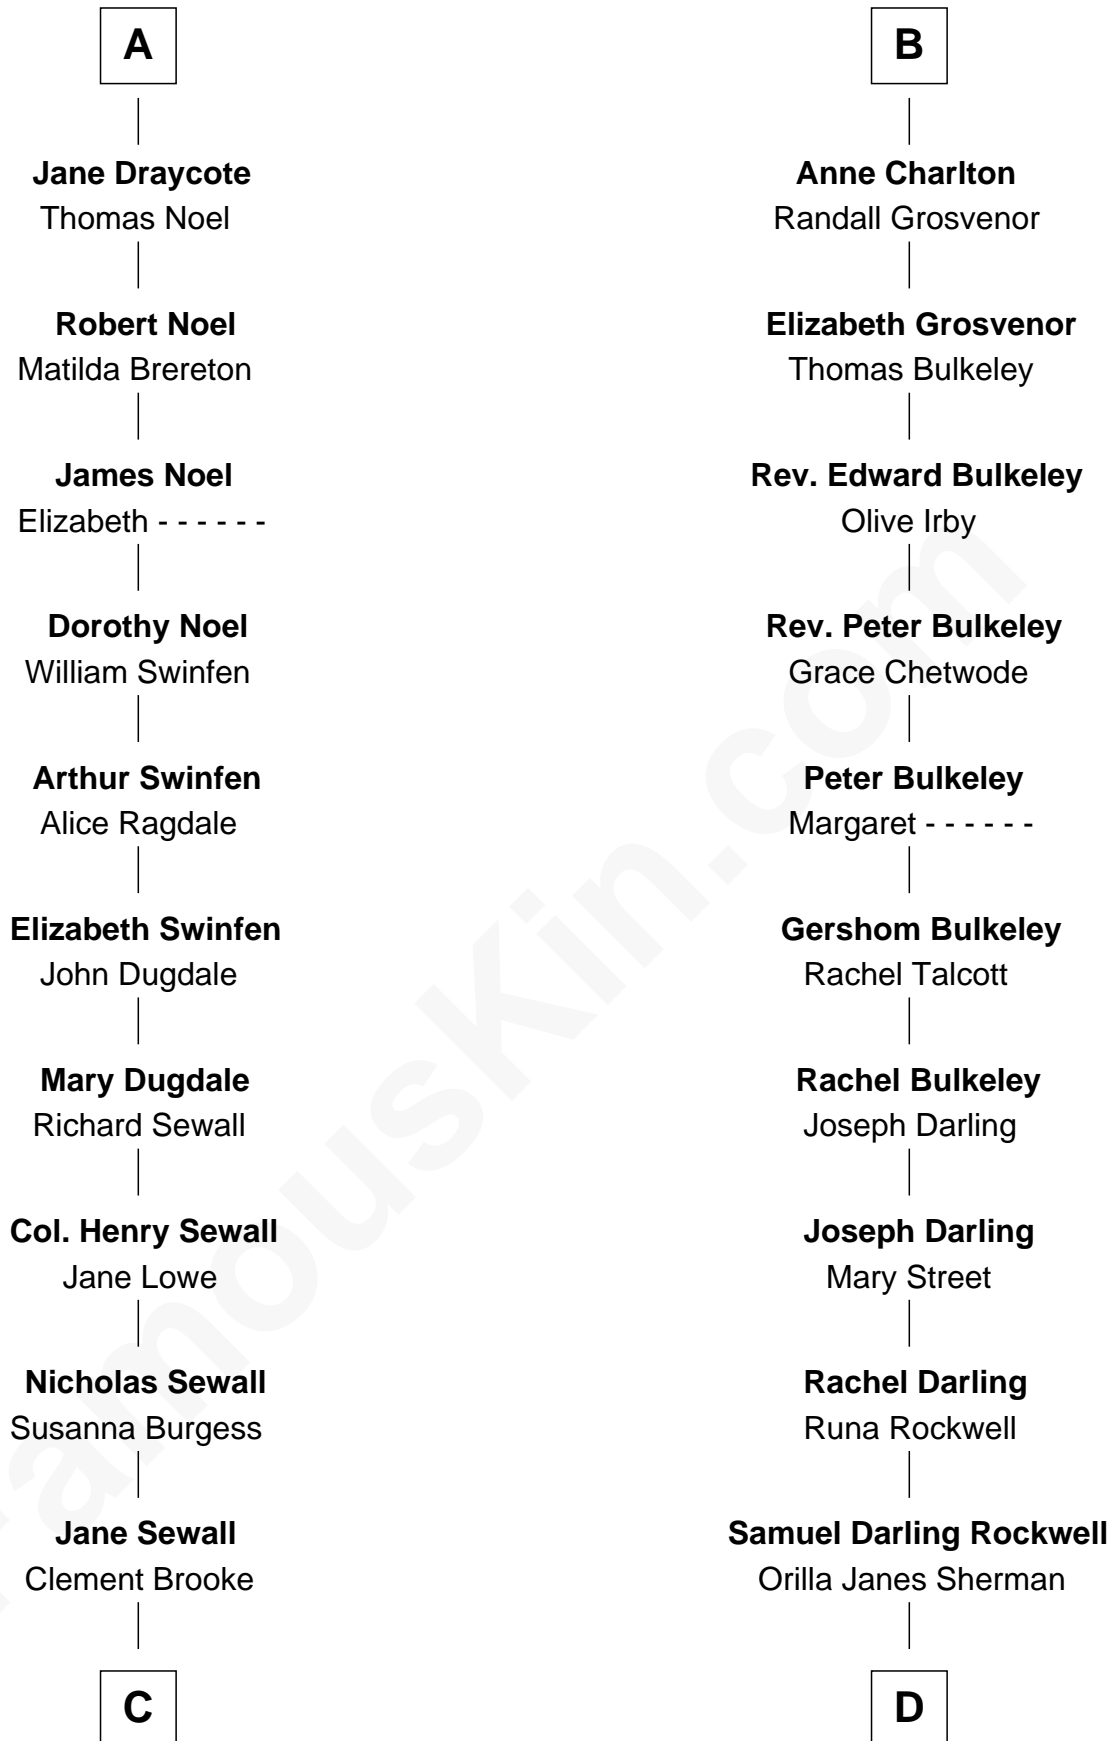 A
Jane Draycote
Thomas Noel
Robert Noel
Matilda Brereton
James Noel
Elizabeth - - - - - -
Dorothy Noel
William Swinfen
Arthur Swinfen
Alice Ragdale
Elizabeth Swinfen
John Dugdale
Mary Dugdale
Richard Sewall
Col. Henry Sewall
Jane Lowe
Nicholas Sewall
Susanna Burgess
Jane Sewall
Clement Brooke
C
B
Anne Charlton
Randall Grosvenor
Elizabeth Grosvenor
Thomas Bulkeley
Rev. Edward Bulkeley
Olive Irby
Rev. Peter Bulkeley
Grace Chetwode
Peter Bulkeley
Margaret - - - - - -
Gershom Bulkeley
Rachel Talcott
Rachel Bulkeley
Joseph Darling
Joseph Darling
Mary Street
Rachel Darling
Runa Rockwell
Samuel Darling Rockwell
Orilla Janes Sherman
D
FamousKin.com